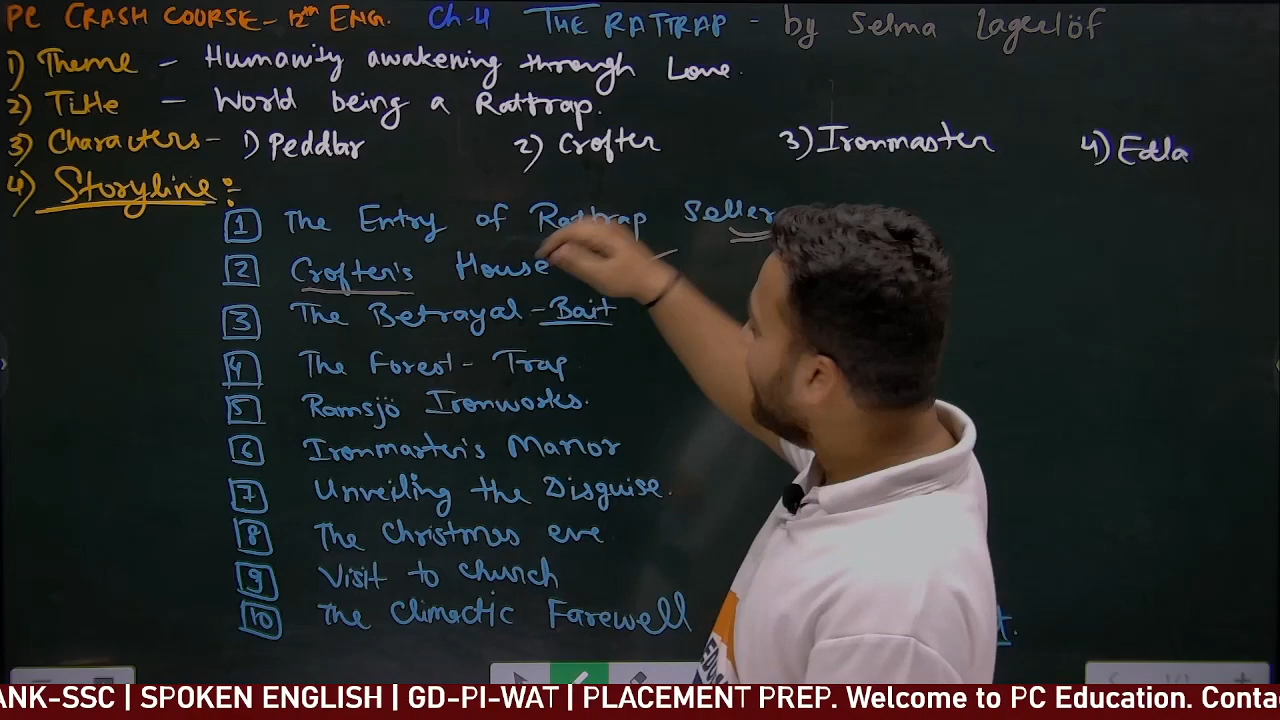 PC CRASH COURSE - 12th ENG. Ch-4 THE RATTRAP - by Selma Lagerlöf
1) Theme - Humanity awakening through Love.
2) Title - World being a Rattrap.
3) Characters - 1) Peddlar 2) Crofter 3) Ironmaster 4) Edla
4) Storyline :-
1 The Entry of Rattrap Seller
2 Crofter's House
3 The Betrayal - Bait
4 The Forest - Trap
5 Ramsjö Ironworks.
6 Ironmaster's Manor
7 Unveiling the Disguise.
8 The Christmas eve
9 Visit to church
10 The Climactic Farewell
ANK-SSC | SPOKEN ENGLISH | GD-PI-WAT | PLACEMENT PREP. Welcome to PC Education. Conta